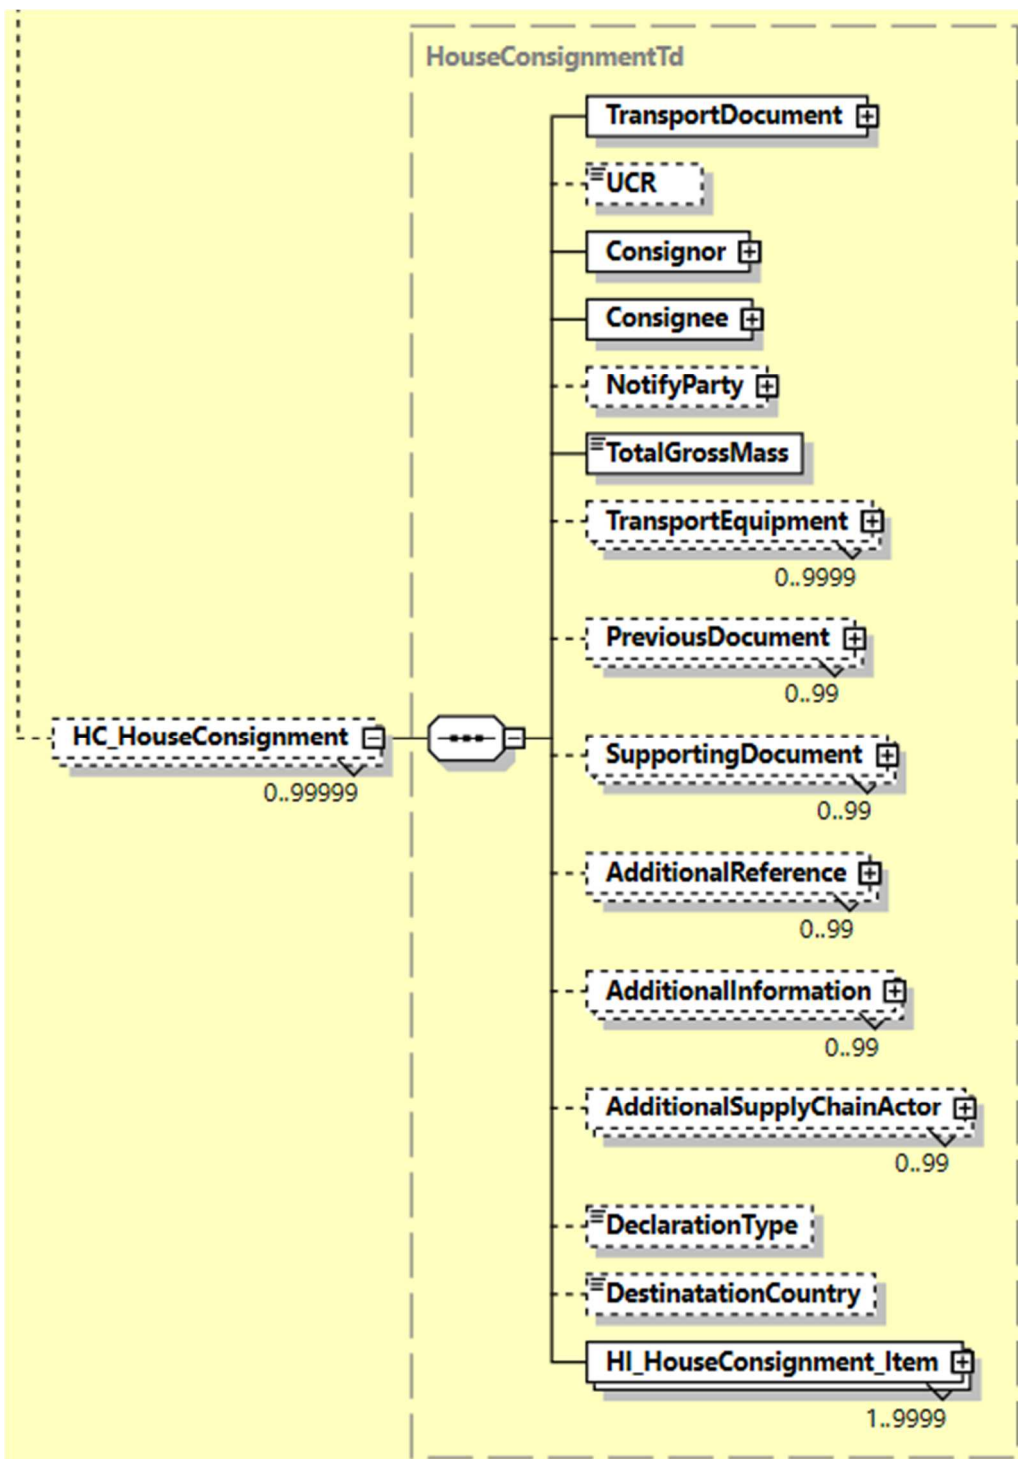 HouseConsignmentTd
TransportDocument
UCR
Consignor
Consignee
NotifyParty
TotalGrossMass
TransportEquipment
0..9999
PreviousDocument
0..99
HC_HouseConsignment
0..99999
SupportingDocument
0..99
AdditionalReference
0..99
AdditionalInformation
0..99
AdditionalSupplyChainActor
0..99
DeclarationType
DestinatationCountry
HI_HouseConsignment_Item
1..9999